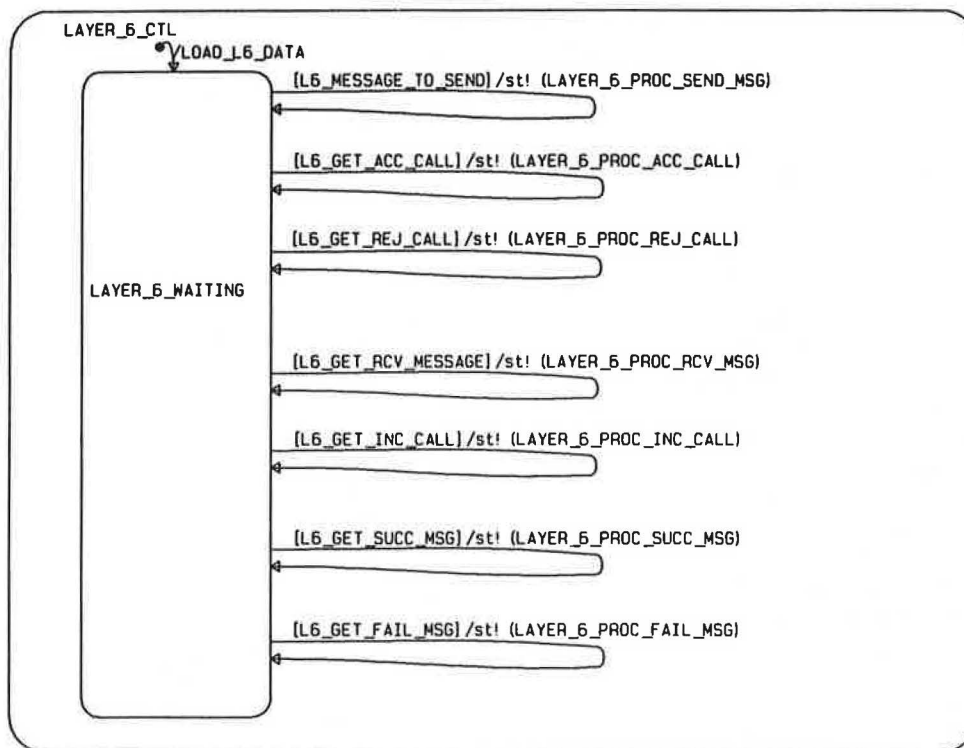 LAYER_6_CTL
/LOAD_L6_DATA
[L6_MESSAGE_TO_SEND]/st! (LAYER_6_PROC_SEND_MSG)
[L6_GET_ACC_CALL]/st! (LAYER_6_PROC_ACC_CALL)
[L6_GET_REJ_CALL]/st! (LAYER_6_PROC_REJ_CALL)
LAYER_6_WAITING
[L6_GET_RCV_MESSAGE]/st! (LAYER_6_PROC_RCV_MSG)
[L6_GET_INC_CALL]/st! (LAYER_6_PROC_INC_CALL)
[L6_GET_SUCC_MSG]/st! (LAYER_6_PROC_SUCC_MSG)
[L6_GET_FAIL_MSG]/st! (LAYER_6_PROC_FAIL_MSG)